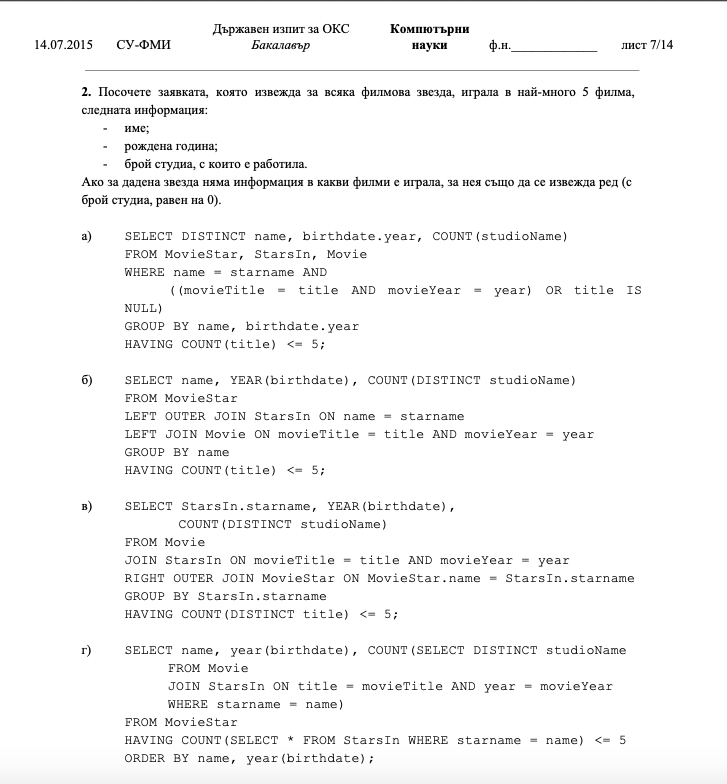 Държавен изпит за ОКС Компютърни
14.07.2015 СУ-ФМИ Бакалавър науки ф.н.____________ лист 7/14
2. Посочете заявката, която извежда за всяка филмова звезда, играла в най-много 5 филма,
следната информация:
- име;
- рождена година;
- брой студиа, с които е работила.
Ако за дадена звезда няма информация в какви филми е играла, за нея също да се извежда ред (с
брой студиа, равен на 0).
а) SELECT DISTINCT name, birthdate.year, COUNT(studioName)
FROM MovieStar, StarsIn, Movie
WHERE name = starname AND
((movieTitle = title AND movieYear = year) OR title IS
NULL)
GROUP BY name, birthdate.year
HAVING COUNT(title) <= 5;
б) SELECT name, YEAR(birthdate), COUNT(DISTINCT studioName)
FROM MovieStar
LEFT OUTER JOIN StarsIn ON name = starname
LEFT JOIN Movie ON movieTitle = title AND movieYear = year
GROUP BY name
HAVING COUNT(title) <= 5;
в) SELECT StarsIn.starname, YEAR(birthdate),
COUNT(DISTINCT studioName)
FROM Movie
JOIN StarsIn ON movieTitle = title AND movieYear = year
RIGHT OUTER JOIN MovieStar ON MovieStar.name = StarsIn.starname
GROUP BY StarsIn.starname
HAVING COUNT(DISTINCT title) <= 5;
г) SELECT name, year(birthdate), COUNT(SELECT DISTINCT studioName
FROM Movie
JOIN StarsIn ON title = movieTitle AND year = movieYear
WHERE starname = name)
FROM MovieStar
HAVING COUNT(SELECT * FROM StarsIn WHERE starname = name) <= 5
ORDER BY name, year(birthdate);